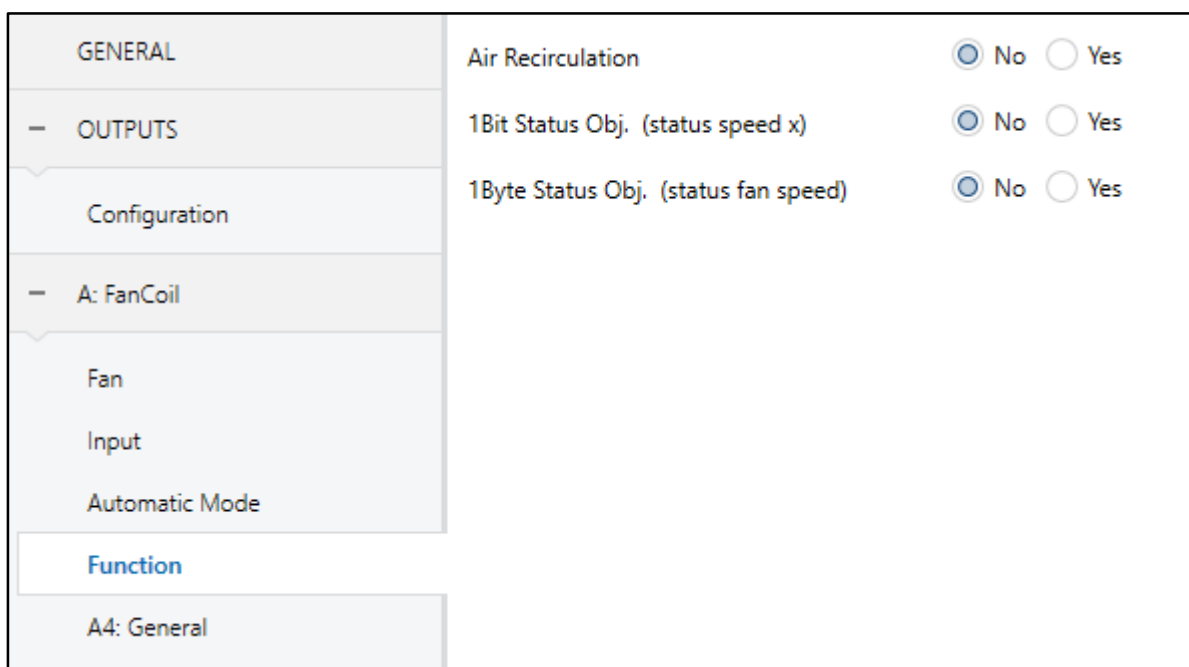 GENERAL
− OUTPUTS
Configuration
− A: FanCoil
Fan
Input
Automatic Mode
Function
A4: General
Air Recirculation No Yes
1Bit Status Obj. (status speed x) No Yes
1Byte Status Obj. (status fan speed) No Yes